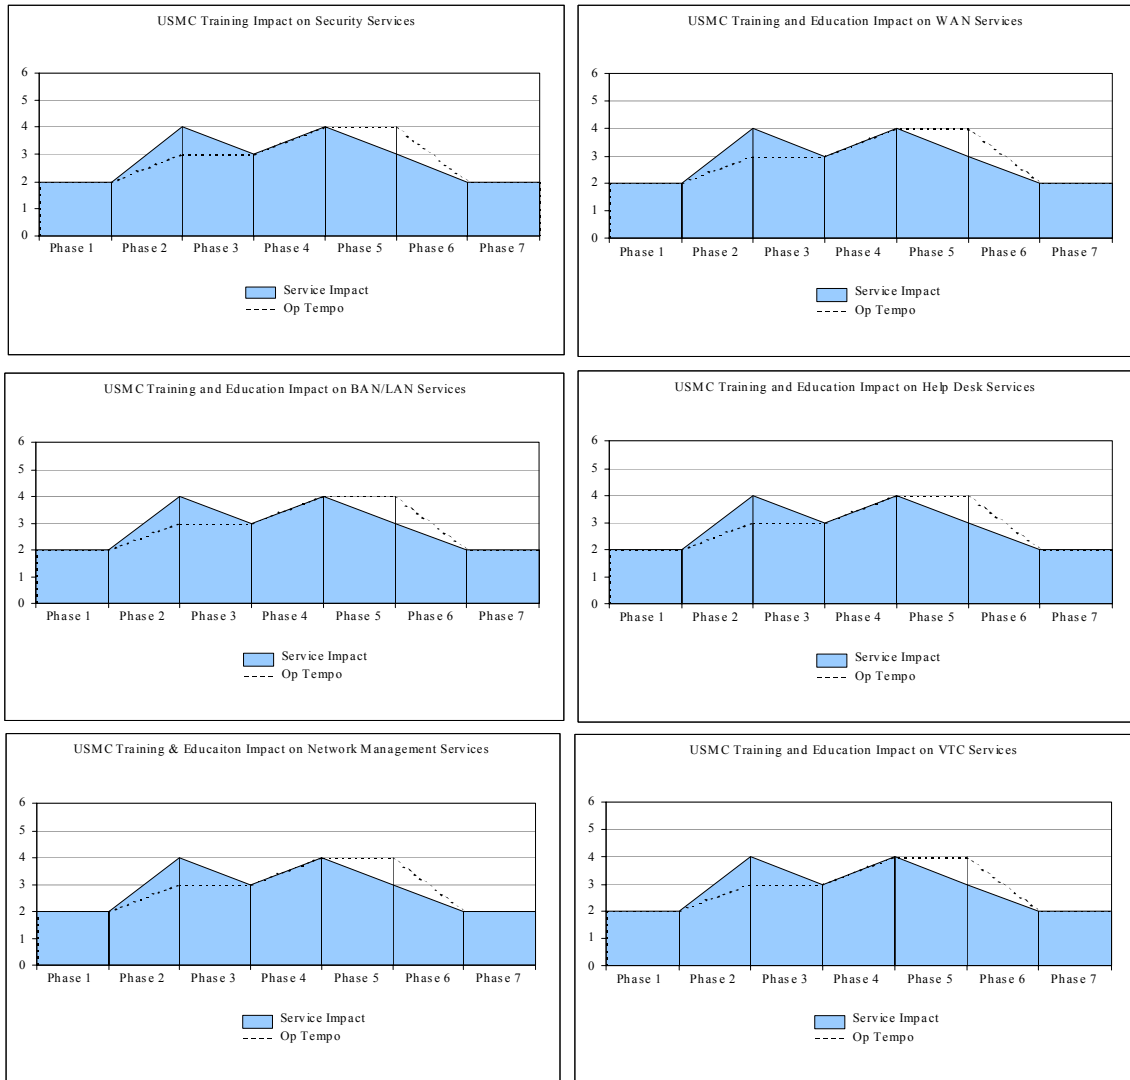 USMC Training Impact on Security Services
6
5
4
3
2
1
0
Phase 1 Phase 2 Phase 3 Phase 4 Phase 5 Phase 6 Phase 7
Service Impact
Op Tempo
USMC Training and Education Impact on WAN Services
6
5
4
3
2
1
0
Phase 1 Phase 2 Phase 3 Phase 4 Phase 5 Phase 6 Phase 7
Service Impact
Op Tempo
USMC Training and Education Impact on BAN/LAN Services
6
5
4
3
2
1
0
Phase 1 Phase 2 Phase 3 Phase 4 Phase 5 Phase 6 Phase 7
Service Impact
Op Tempo
USMC Training and Education Impact on Help Desk Services
6
5
4
3
2
1
0
Phase 1 Phase 2 Phase 3 Phase 4 Phase 5 Phase 6 Phase 7
Service Impact
Op Tempo
USMC Training & Educaiton Impact on Network Management Services
6
5
4
3
2
1
0
Phase 1 Phase 2 Phase 3 Phase 4 Phase 5 Phase 6 Phase 7
Service Impact
Op Tempo
USMC Training and Education Impact on VTC Services
6
5
4
3
2
1
0
Phase 1 Phase 2 Phase 3 Phase 4 Phase 5 Phase 6 Phase 7
Service Impact
Op Tempo